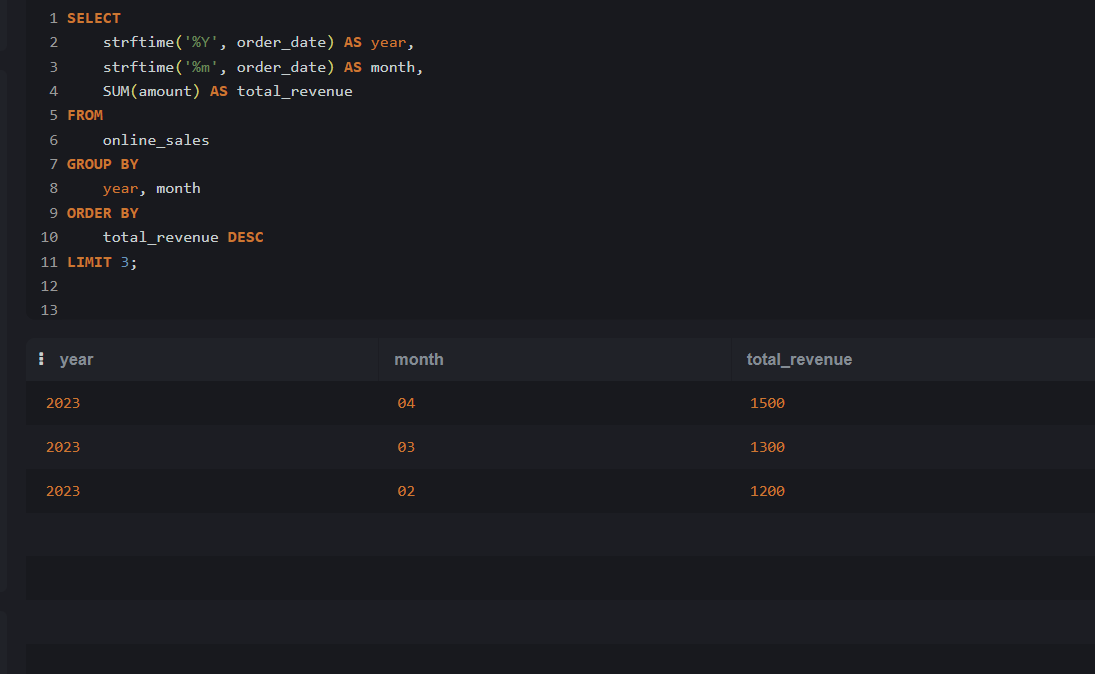 1 SELECT
2     strftime('%Y', order_date) AS year,
3     strftime('%m', order_date) AS month,
4     SUM(amount) AS total_revenue
5 FROM
6     online_sales
7 GROUP BY
8     year, month
9 ORDER BY
10     total_revenue DESC
11 LIMIT 3;
12
13
year month total_revenue
2023 04 1500
2023 03 1300
2023 02 1200